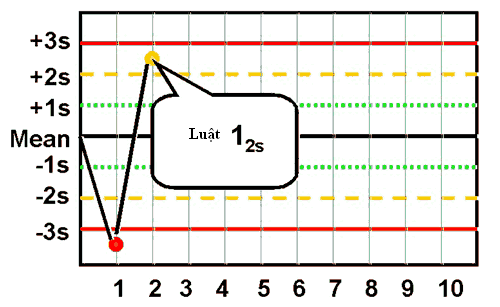 +3s
+2s
+1s
Mean
-1s
-2s
-3s
Luật 1₂ₛ
1 2 3 4 5 6 7 8 9 10